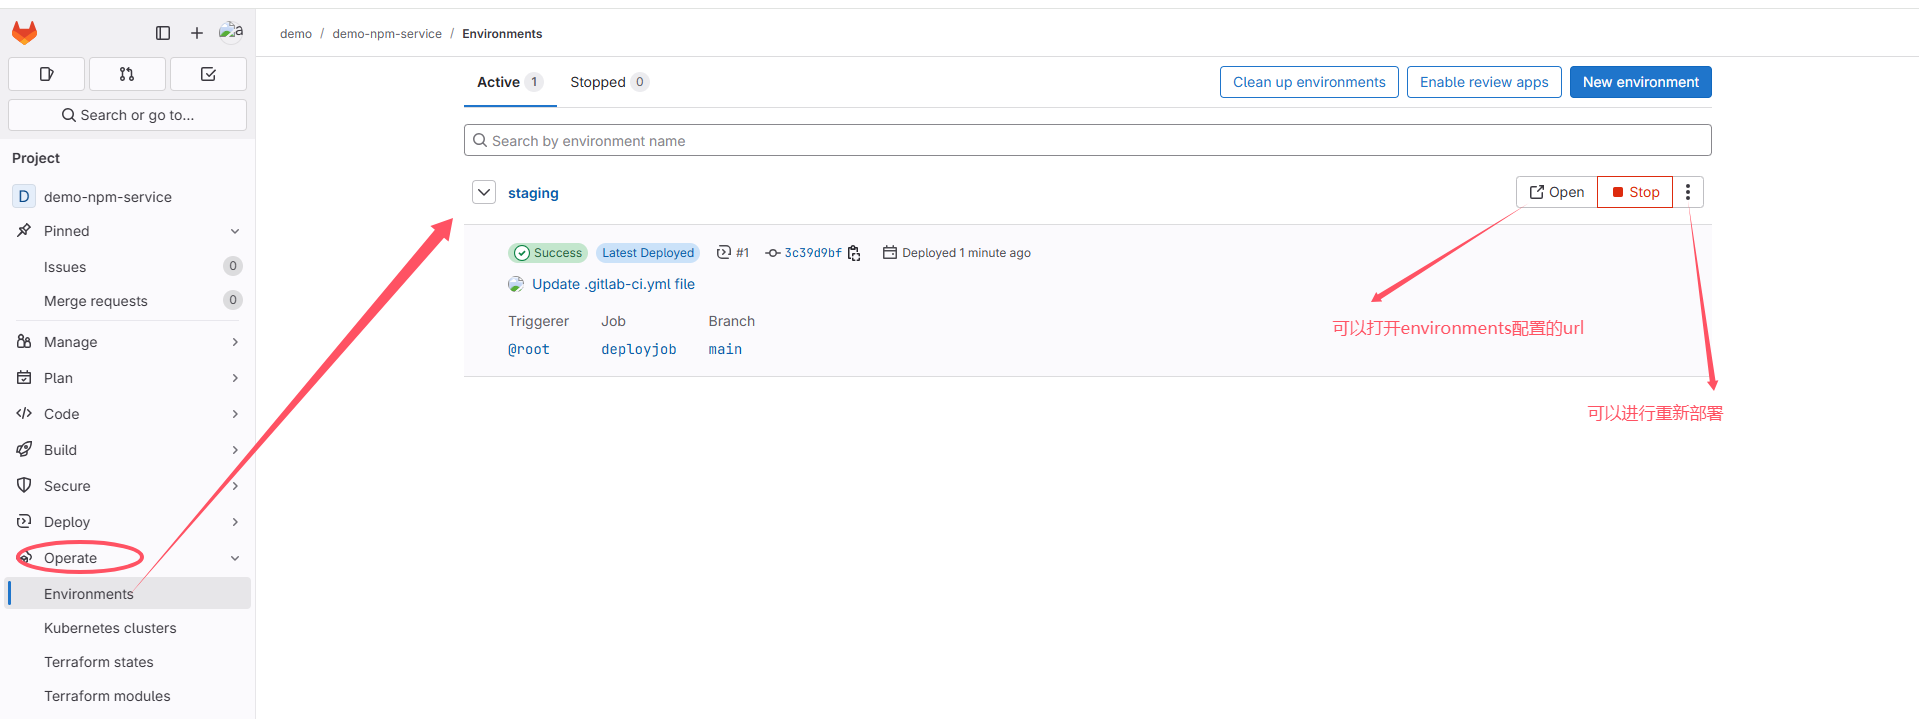 demo / demo-npm-service / Environments
Search or go to...
Project
D demo-npm-service
Pinned
Issues 0
Merge requests 0
Manage
Plan
Code
Build
Secure
Deploy
Operate
Environments
Kubernetes clusters
Terraform states
Terraform modules
Active 1 Stopped 0
Clean up environments Enable review apps New environment
Search by environment name
staging
Open Stop
Success Latest Deployed #1 3c39d9bf Deployed 1 minute ago
Update .gitlab-ci.yml file
Triggerer Job Branch
@root deployjob main
可以打开environments配置的url
可以进行重新部署